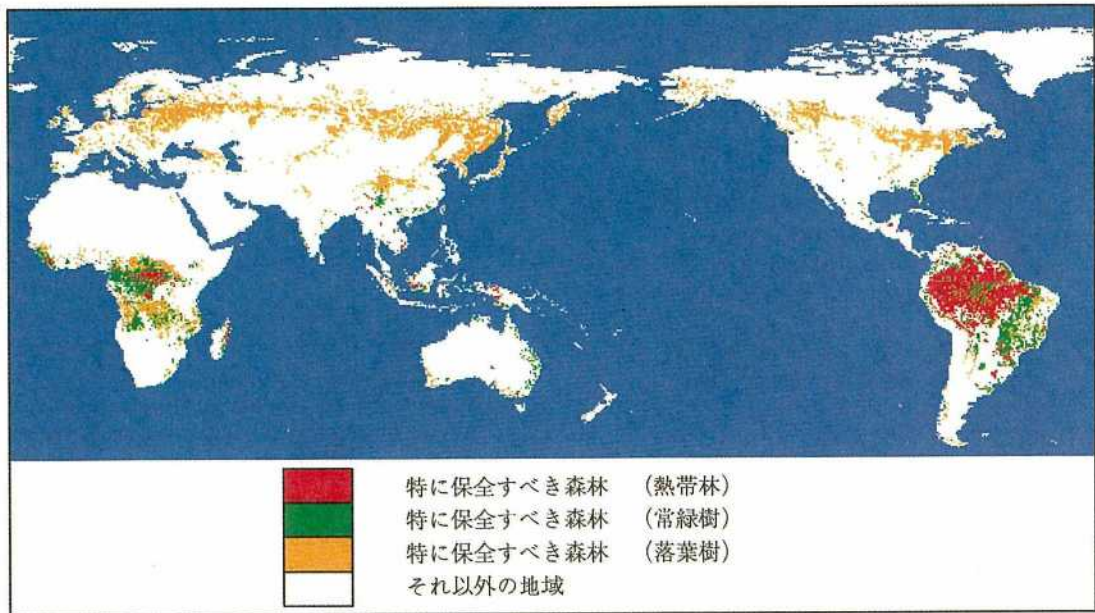 特に保全すべき森林 （熱帯林）
特に保全すべき森林 （常緑樹）
特に保全すべき森林 （落葉樹）
それ以外の地域